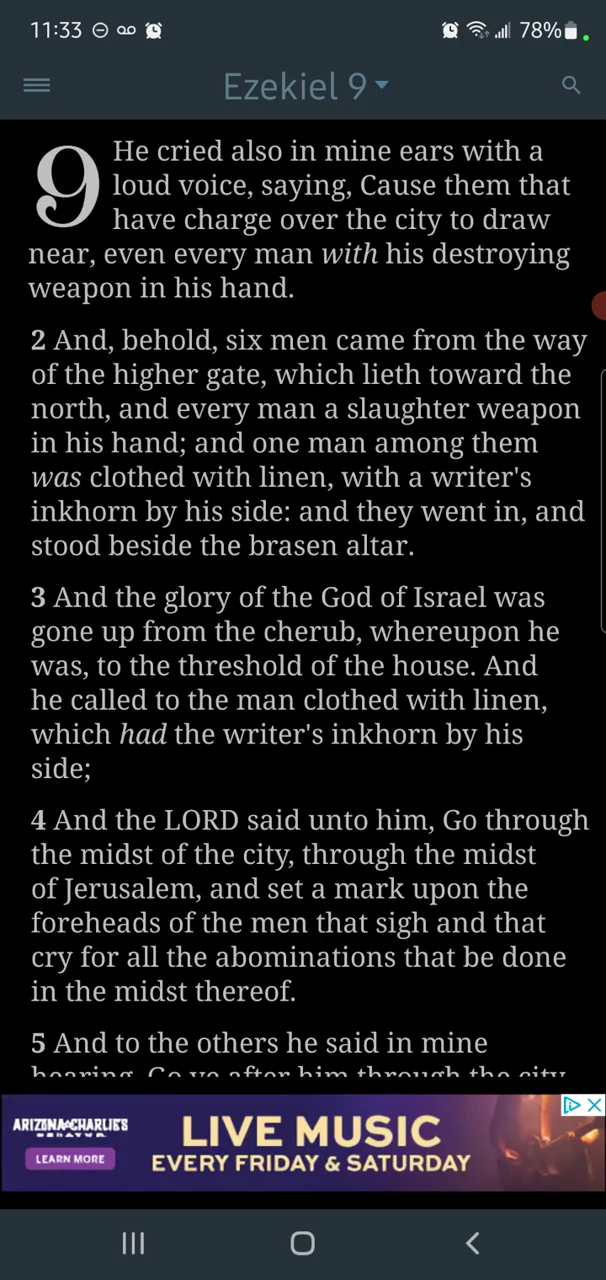 11:33 78%
Ezekiel 9
9 He cried also in mine ears with a
loud voice, saying, Cause them that
have charge over the city to draw
near, even every man with his destroying
weapon in his hand.
2 And, behold, six men came from the way
of the higher gate, which lieth toward the
north, and every man a slaughter weapon
in his hand; and one man among them
was clothed with linen, with a writer's
inkhorn by his side: and they went in, and
stood beside the brasen altar.
3 And the glory of the God of Israel was
gone up from the cherub, whereupon he
was, to the threshold of the house. And
he called to the man clothed with linen,
which had the writer's inkhorn by his
side;
4 And the LORD said unto him, Go through
the midst of the city, through the midst
of Jerusalem, and set a mark upon the
foreheads of the men that sigh and that
cry for all the abominations that be done
in the midst thereof.
5 And to the others he said in mine
hearing, Go ye after him through the city,
ARIZONA CHARLIE'S
DECATUR
LEARN MORE
LIVE MUSIC
EVERY FRIDAY & SATURDAY